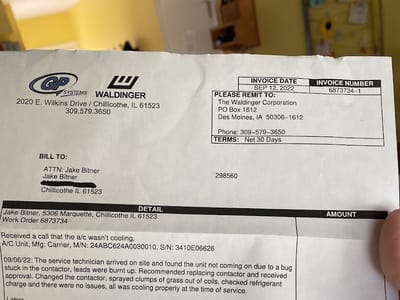 GP
SYSTEMS
WALDINGER
2020 E. Wilkins Drive / Chillicothe, IL 61523
309.579.3650
INVOICE DATE
INVOICE NUMBER
SEP 12, 2022
6873734-1
PLEASE REMIT TO:
The Waldinger Corporation
PO Box 1612
Des Moines, IA 50306-1612
Phone: 309-579-3650
TERMS: Net 30 Days
BILL TO:
ATTN: Jake Bitner
Jake Bitner
Chillicothe IL 61523
298560
DETAIL
AMOUNT
Jake Bitner, 5306 Marquette, Chillicothe, IL 61523
Work Order 6873734
Received a call that the a/c wasn't cooling.
A/C Unit, Mfg: Carrier, M/N: 24ABC624A0030010, S/N: 3410E06626
09/06/22: The service technician arrived on site and found the unit not coming on due to a bug
stuck in the contactor, leads were burnt up. Recommended replacing contactor and received
approval. Changed the contactor, sprayed clumps of grass out of coils, checked refrigerant
charge and there were no issues, all was cooling properly at the time of service.